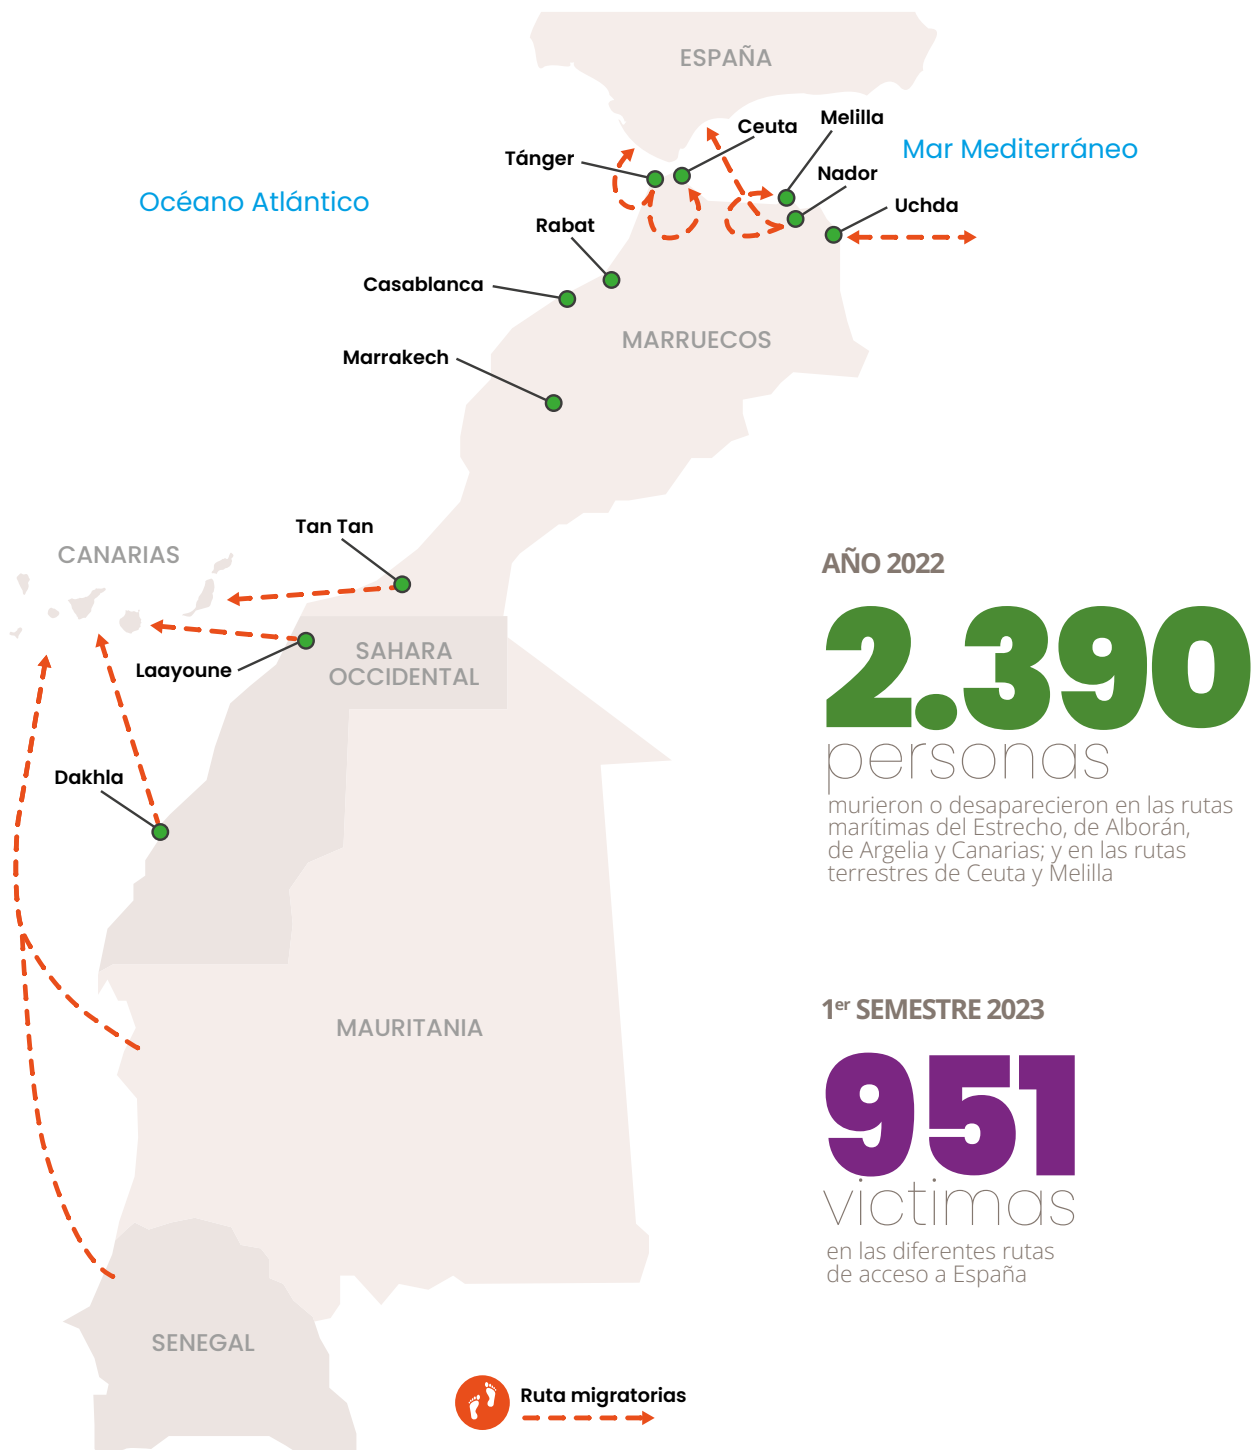 ESPAÑA
Ceuta
Melilla
Mar Mediterráneo
Tánger
Nador
Océano Atlántico
Uchda
Rabat
Casablanca
MARRUECOS
Marrakech
Tan Tan
CANARIAS
SAHARA
OCCIDENTAL
Laayoune
Dakhla
MAURITANIA
SENEGAL
AÑO 2022
2.390
personas
murieron o desaparecieron en las rutas
marítimas del Estrecho, de Alborán,
de Argelia y Canarias; y en las rutas
terrestres de Ceuta y Melilla
1er SEMESTRE 2023
951
victimas
en las diferentes rutas
de acceso a España
Ruta migratorias